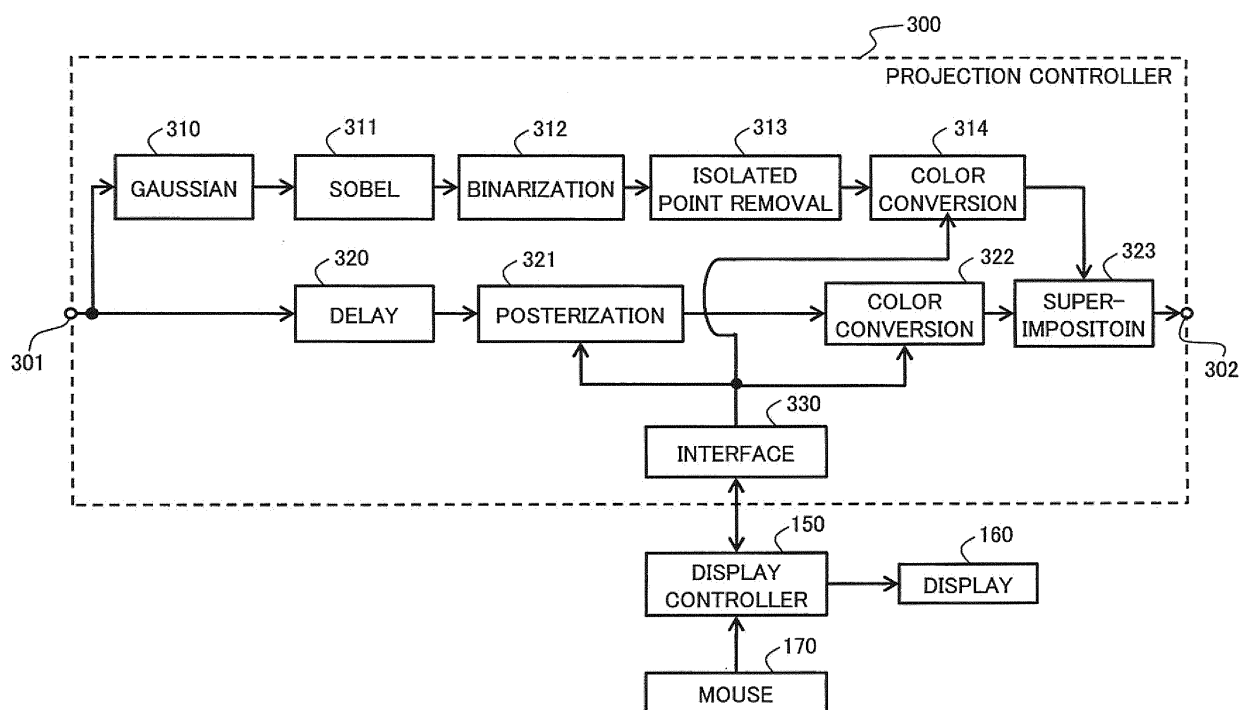 300
PROJECTION CONTROLLER
310
311
312
313
314
GAUSSIAN
SOBEL
BINARIZATION
ISOLATED
POINT REMOVAL
COLOR
CONVERSION
320
321
322
323
DELAY
POSTERIZATION
COLOR
CONVERSION
SUPER-
IMPOSITOIN
301
302
330
INTERFACE
150
160
DISPLAY
CONTROLLER
DISPLAY
170
MOUSE